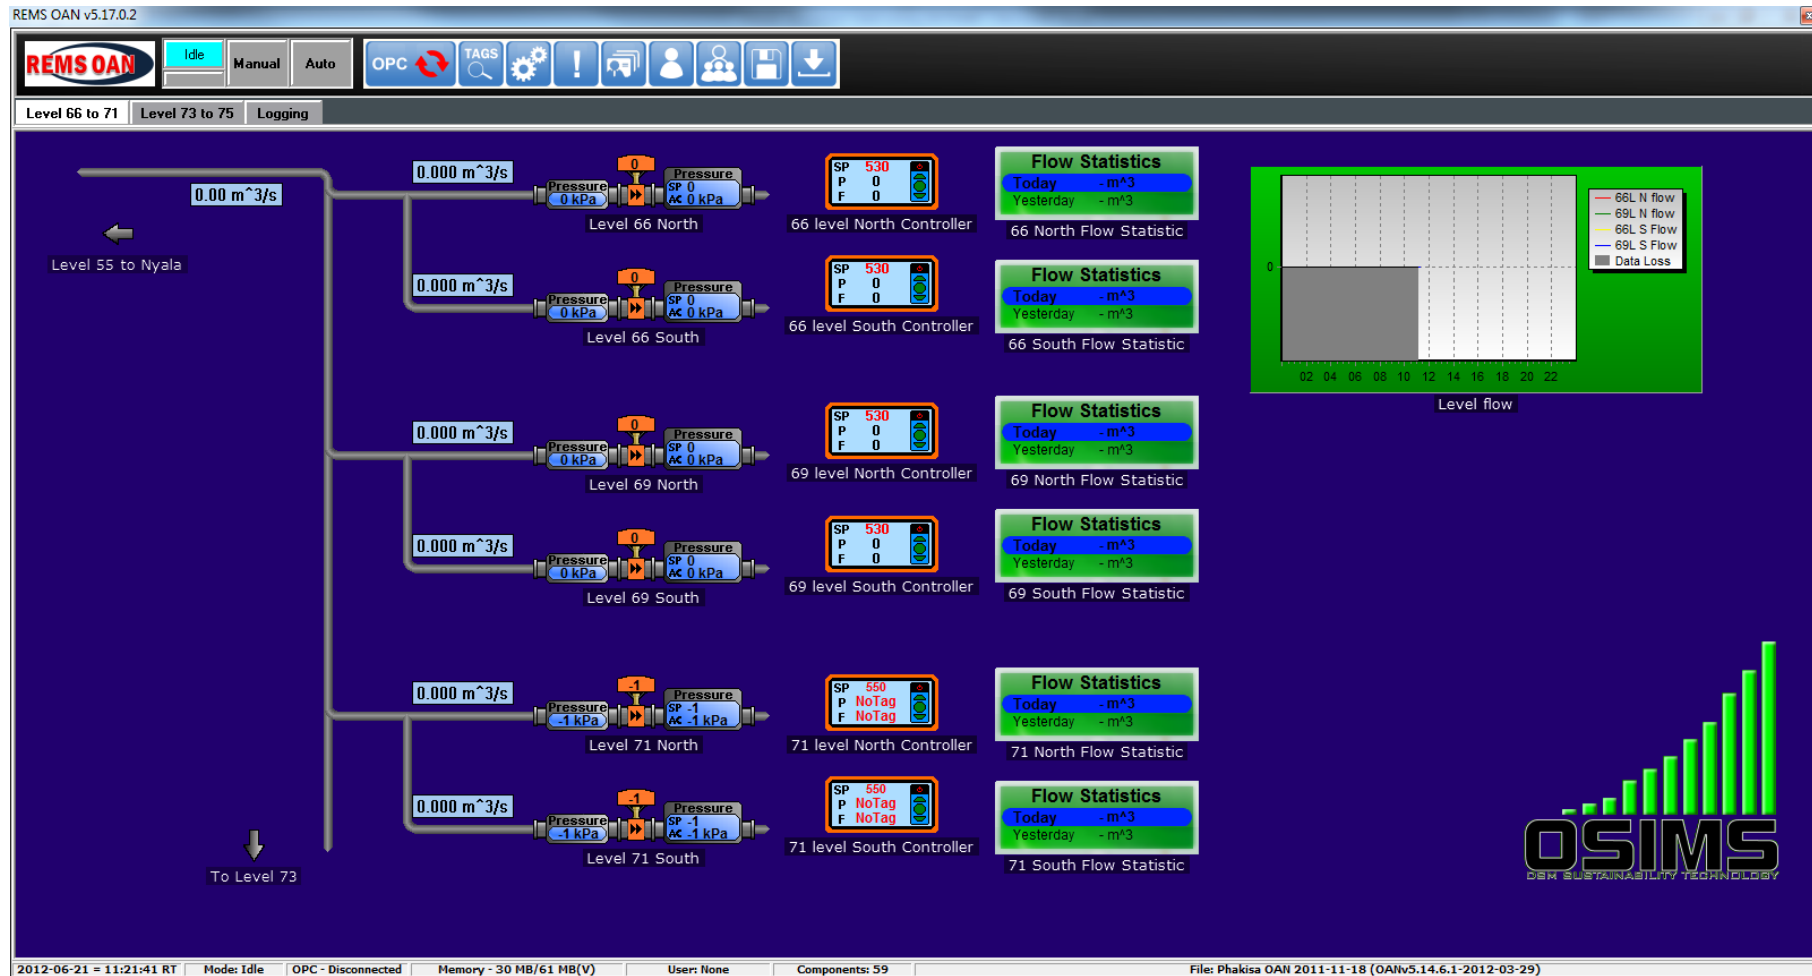 REMS OAN v5.17.0.2
REMS OAN
Idle
Manual
Auto
OPC
TAGS
Level 66 to 71
Level 73 to 75
Logging
0.00 m^3/s
Level 55 to Nyala
0.000 m^3/s
0
Pressure
0 kPa
Pressure
SP 0
AC 0 kPa
Level 66 North
SP 530
P 0
F 0
66 level North Controller
Flow Statistics
Today - m^3
Yesterday - m^3
66 North Flow Statistic
0.000 m^3/s
0
Pressure
0 kPa
Pressure
SP 0
AC 0 kPa
Level 66 South
SP 530
P 0
F 0
66 level South Controller
Flow Statistics
Today - m^3
Yesterday - m^3
66 South Flow Statistic
0
02 04 06 08 10 12 14 16 18 20 22
66L N flow
69L N flow
66L S Flow
69L S Flow
Data Loss
Level flow
0.000 m^3/s
0
Pressure
0 kPa
Pressure
SP 0
AC 0 kPa
Level 69 North
SP 530
P 0
F 0
69 level North Controller
Flow Statistics
Today - m^3
Yesterday - m^3
69 North Flow Statistic
0.000 m^3/s
0
Pressure
0 kPa
Pressure
SP 0
AC 0 kPa
Level 69 South
SP 530
P 0
F 0
69 level South Controller
Flow Statistics
Today - m^3
Yesterday - m^3
69 South Flow Statistic
0.000 m^3/s
-1
Pressure
-1 kPa
Pressure
SP -1
AC -1 kPa
Level 71 North
SP 550
P NoTag
F NoTag
71 level North Controller
Flow Statistics
Today - m^3
Yesterday - m^3
71 North Flow Statistic
0.000 m^3/s
-1
Pressure
-1 kPa
Pressure
SP -1
AC -1 kPa
Level 71 South
SP 550
P NoTag
F NoTag
71 level South Controller
Flow Statistics
Today - m^3
Yesterday - m^3
71 South Flow Statistic
To Level 73
OSIMS
DSM SUSTAINABILITY TECHNOLOGY
2012-06-21 = 11:21:41 RT
Mode: Idle
OPC - Disconnected
Memory - 30 MB/61 MB(V)
User: None
Components: 59
File: Phakisa OAN 2011-11-18 (OANv5.14.6.1-2012-03-29)